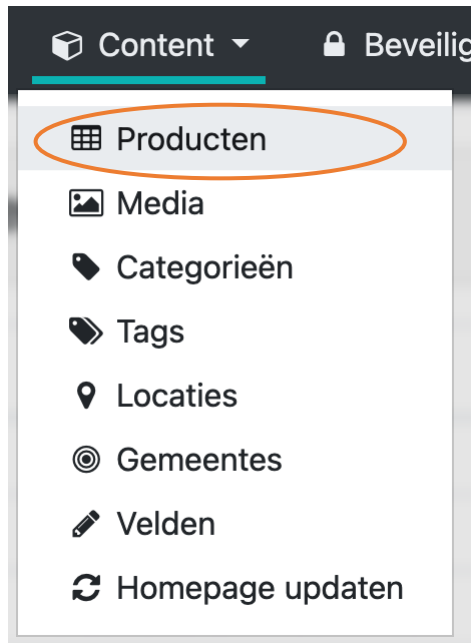 Content
Beveilig
Producten
Media
Categorieën
Tags
Locaties
Gemeentes
Velden
Homepage updaten